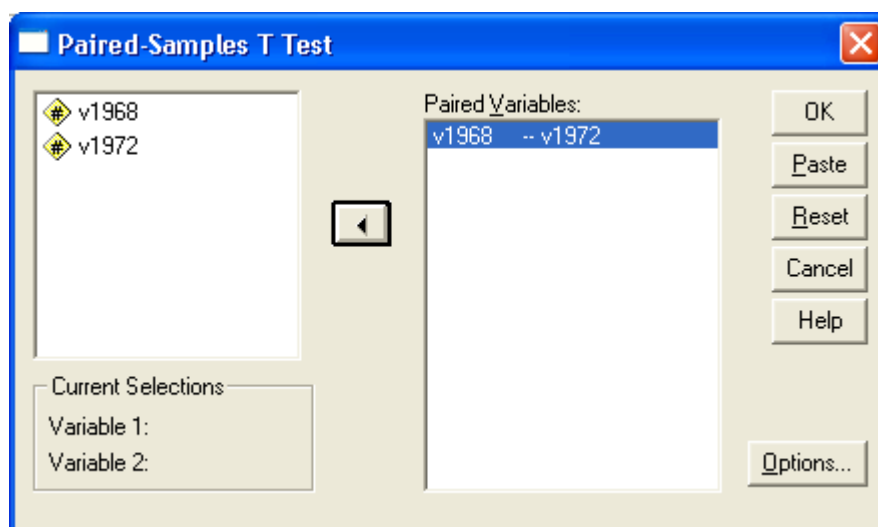 Paired-Samples T Test
v1968
v1972
Paired Variables:
v1968 -- v1972
OK
Paste
Reset
Cancel
Help
Current Selections
Variable 1:
Variable 2:
Options...